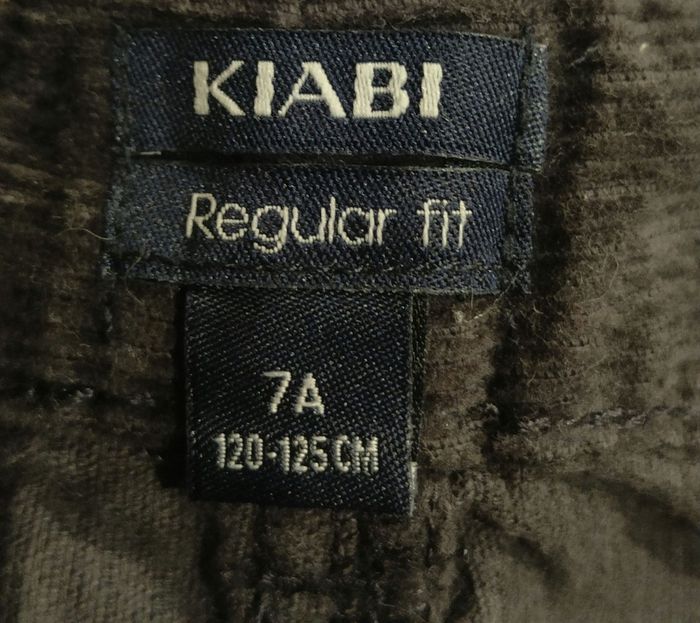 KIABI
Regular fit
7A
120-125CM